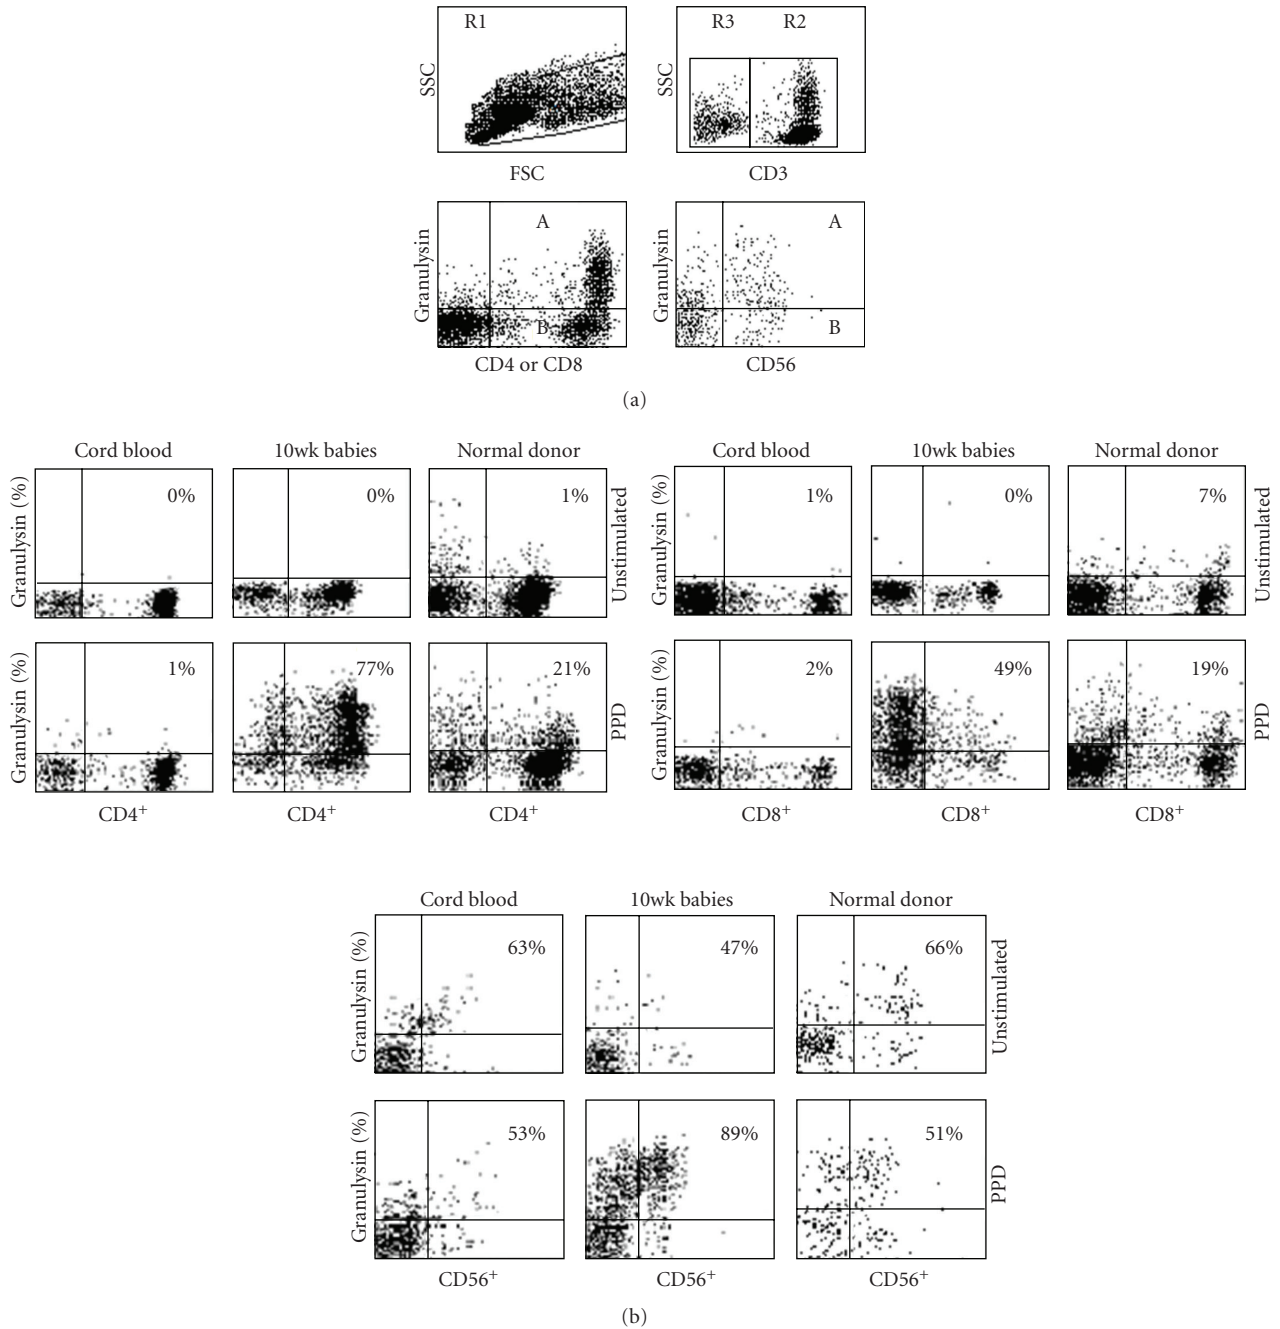 R1
R3 R2
SSC
SSC
FSC
CD3
A
A
Granulysin
B
B
CD4 or CD8
CD56
(a)
Cord blood 10wk babies Normal donor Cord blood 10wk babies Normal donor
Granulysin (%) 0% 0% 1% Unstimulated
Granulysin (%) 1% 0% 7% Unstimulated
Granulysin (%) 1% 77% 21% PPD
Granulysin (%) 2% 49% 19% PPD
CD4+ CD4+ CD4+ CD8+ CD8+ CD8+
Cord blood 10wk babies Normal donor
Granulysin (%) 63% 47% 66% Unstimulated
Granulysin (%) 53% 89% 51% PPD
CD56+ CD56+ CD56+
(b)